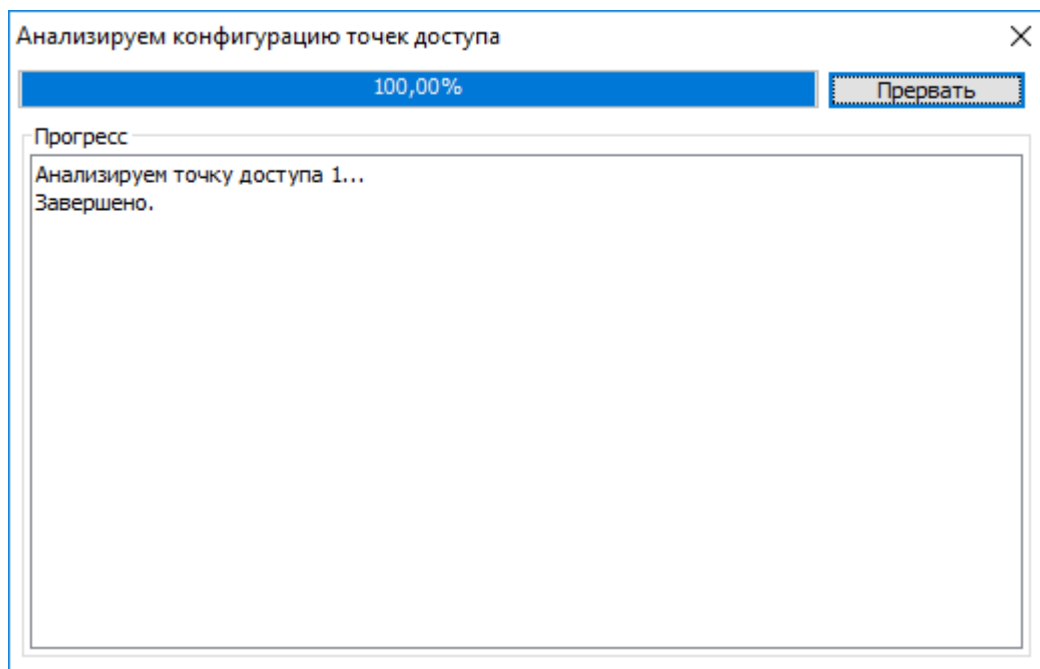 Анализируем конфигурацию точек доступа
100,00%
Прервать
Прогресс
Анализируем точку доступа 1...
Завершено.